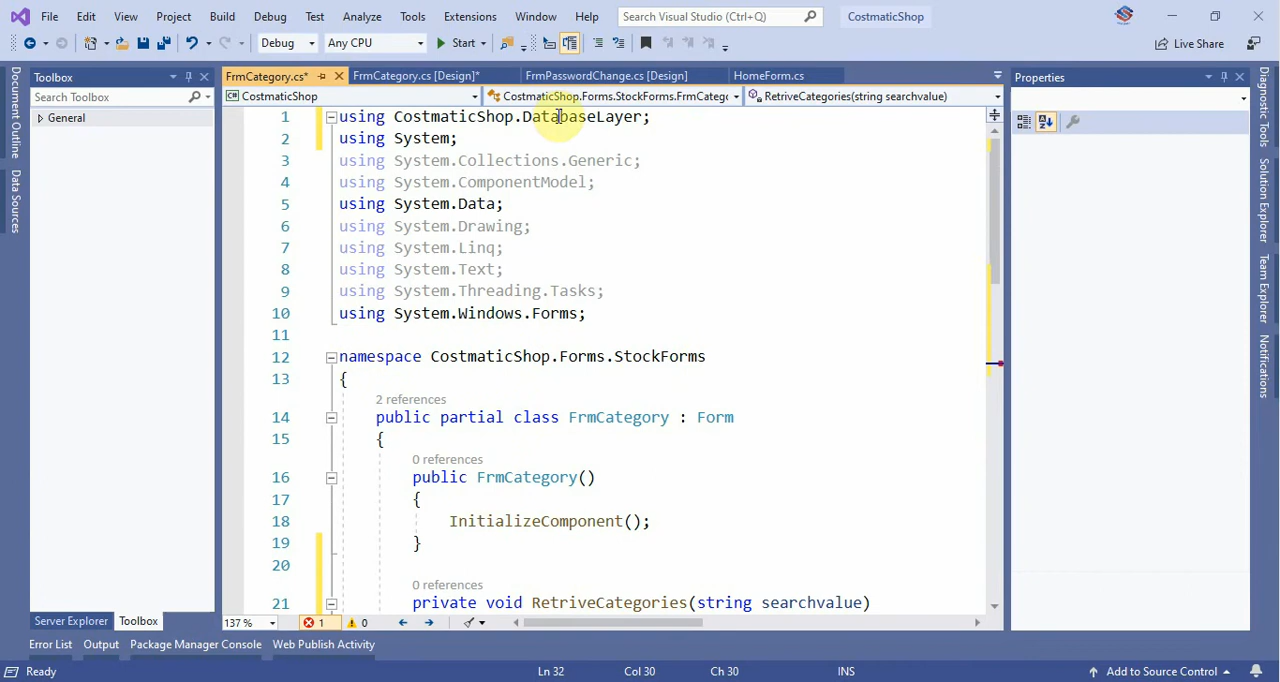 File Edit View Project Build Debug Test Analyze Tools Extensions Window Help Search Visual Studio (Ctrl+Q) CostmaticShop
Debug Any CPU Start Live Share
Document Outline
Data Sources
Toolbox
Search Toolbox
General
Server Explorer Toolbox
FrmCategory.cs* FrmCategory.cs [Design]* FrmPasswordChange.cs [Design] HomeForm.cs
CostmaticShop CostmaticShop.Forms.StockForms.FrmCateg RetriveCategories(string searchvalue)
1 using CostmaticShop.DatabaseLayer;
2 using System;
3 using System.Collections.Generic;
4 using System.ComponentModel;
5 using System.Data;
6 using System.Drawing;
7 using System.Linq;
8 using System.Text;
9 using System.Threading.Tasks;
10 using System.Windows.Forms;
11
12 namespace CostmaticShop.Forms.StockForms
13 {
2 references
14 public partial class FrmCategory : Form
15 {
0 references
16 public FrmCategory()
17 {
18 InitializeComponent();
19 }
20
0 references
21 private void RetriveCategories(string searchvalue)
137 % 1 0
Properties
Diagnostic Tools
Solution Explorer
Team Explorer
Notifications
Error List Output Package Manager Console Web Publish Activity
Ready Ln 32 Col 30 Ch 30 INS Add to Source Control